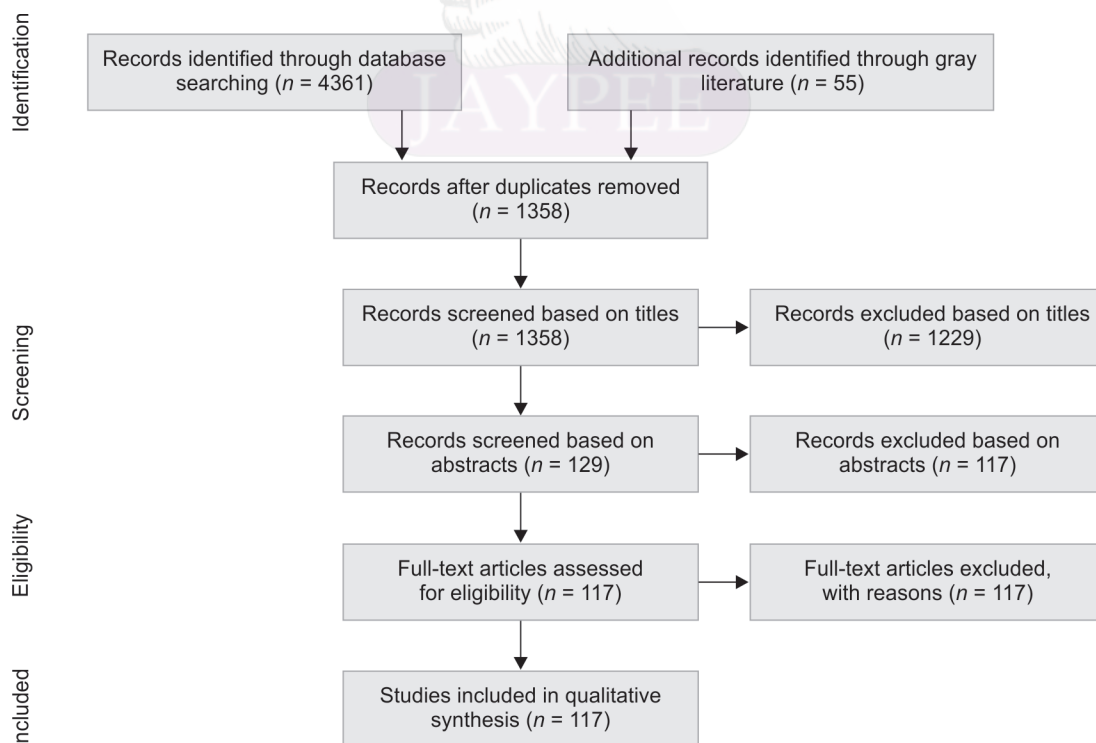 Identification
Records identified through database
searching (n = 4361)
Additional records identified through gray
literature (n = 55)
JAYPEE
Records after duplicates removed
(n = 1358)
Screening
Records screened based on titles
(n = 1358)
Records excluded based on titles
(n = 1229)
Records screened based on
abstracts (n = 129)
Records excluded based on
abstracts (n = 117)
Eligibility
Full-text articles assessed
for eligibility (n = 117)
Full-text articles excluded,
with reasons (n = 117)
ncluded
Studies included in qualitative
synthesis (n = 117)